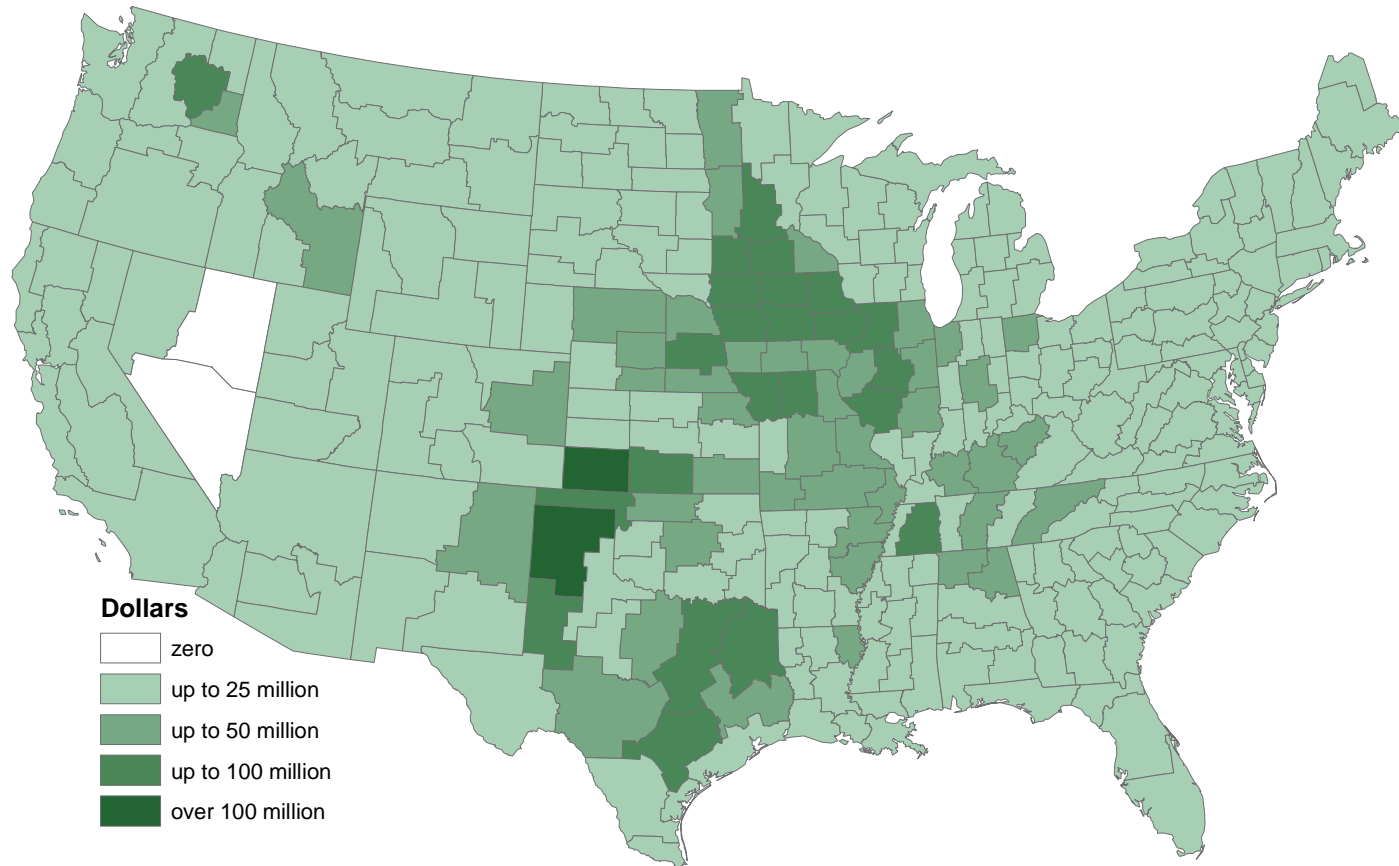 Dollars
zero
up to 25 million
up to 50 million
up to 100 million
over 100 million